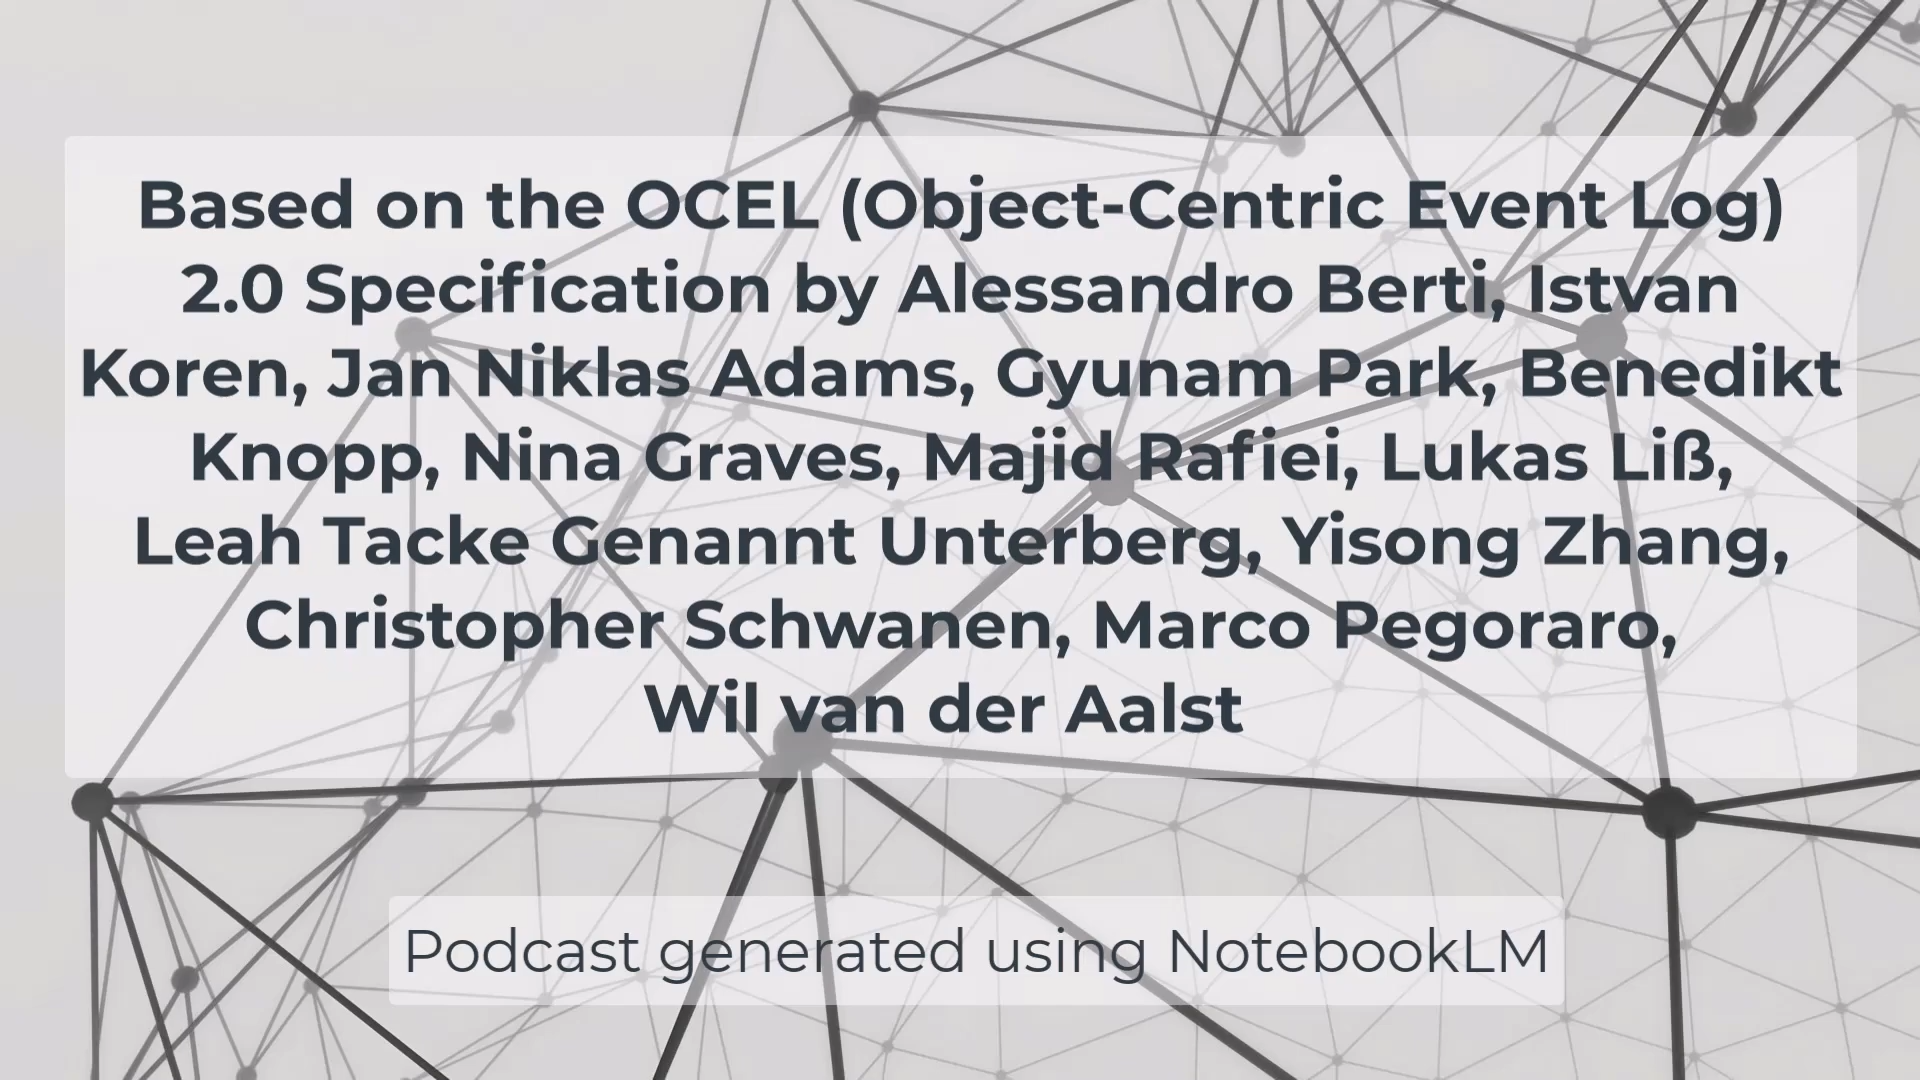 Based on the OCEL (Object-Centric Event Log)
2.0 Specification by Alessandro Berti, Istvan
Koren, Jan Niklas Adams, Gyunam Park, Benedikt
Knopp, Nina Graves, Majid Rafiei, Lukas Liß,
Leah Tacke Genannt Unterberg, Yisong Zhang,
Christopher Schwanen, Marco Pegoraro,
Wil van der Aalst
Podcast generated using NotebookLM